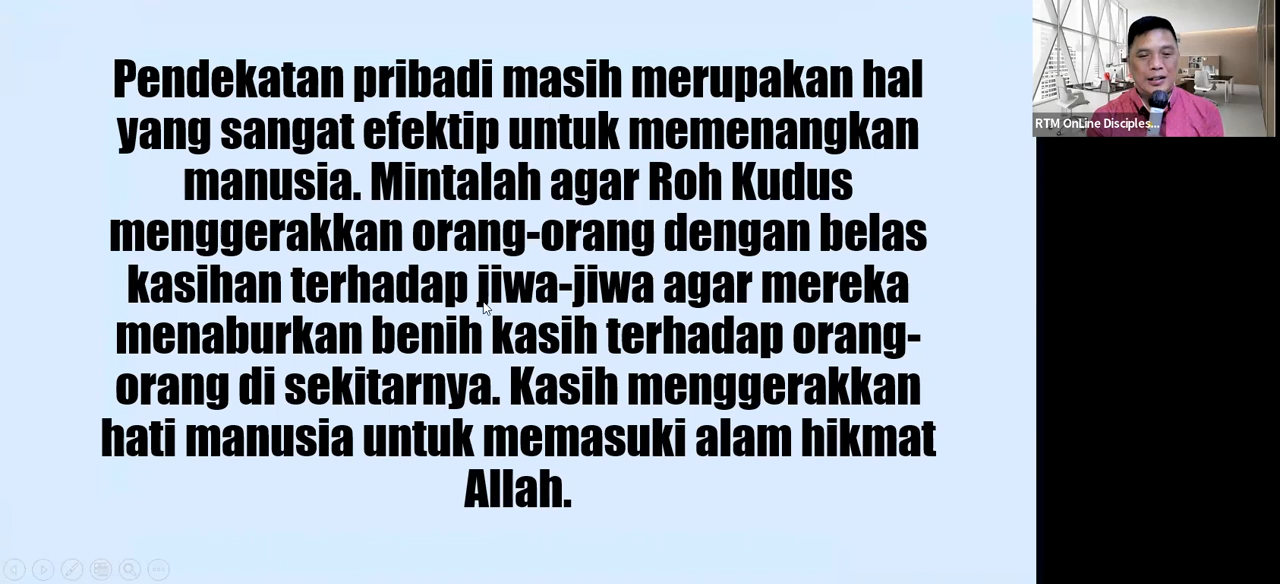 Pendekatan pribadi masih merupakan hal
yang sangat efektip untuk memenangkan
manusia. Mintalah agar Roh Kudus
menggerakkan orang-orang dengan belas
kasihan terhadap jiwa-jiwa agar mereka
menaburkan benih kasih terhadap orang-
orang di sekitarnya. Kasih menggerakkan
hati manusia untuk memasuki alam hikmat
Allah.
RTM OnLine Disciples...